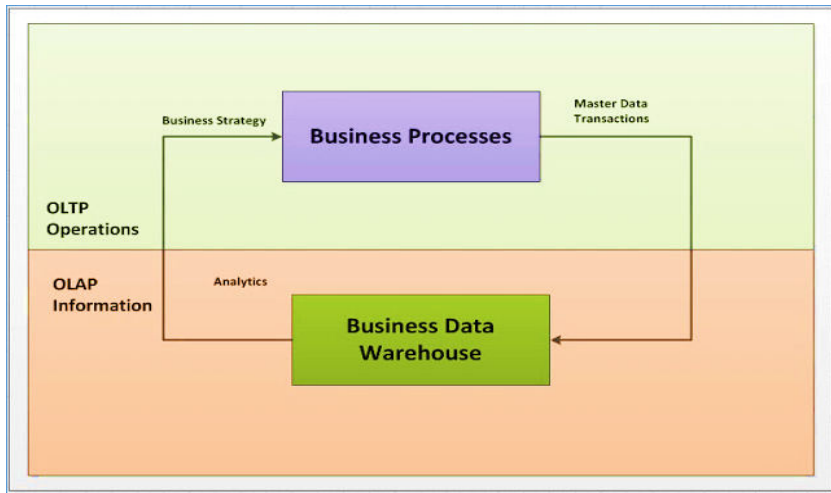 Business Strategy
Business Processes
Master Data
Transactions
OLTP
Operations
OLAP
Information
Analytics
Business Data
Warehouse